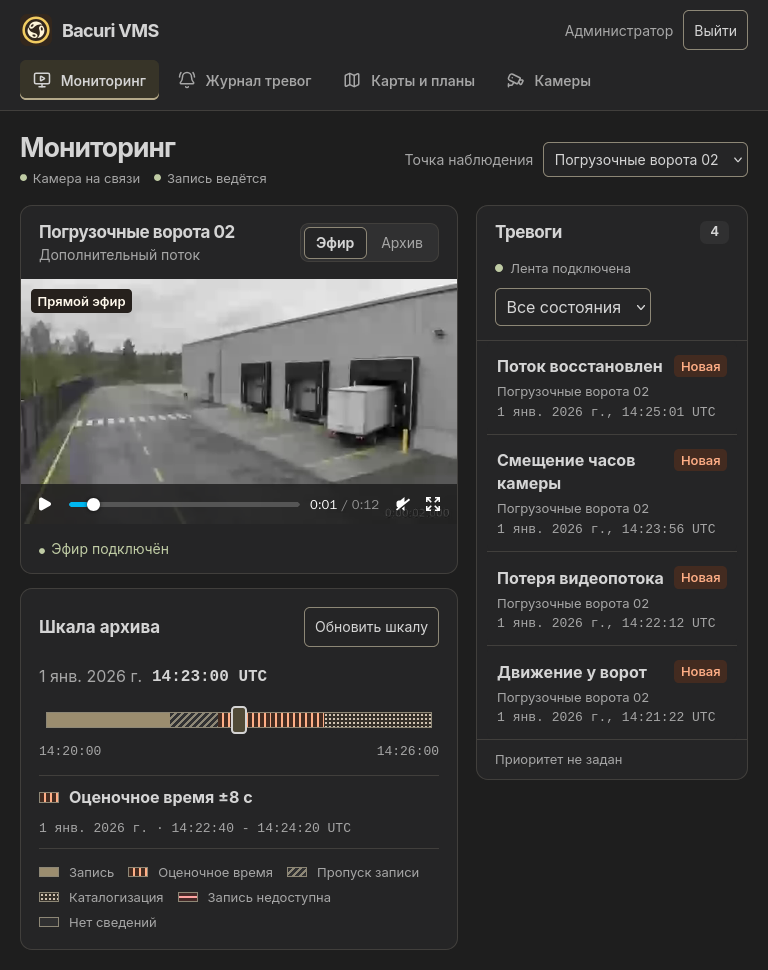 Bacuri VMS
Администратор
Выйти
Мониторинг
Журнал тревог
Карты и планы
Камеры
Мониторинг
Камера на связи
Запись ведётся
Точка наблюдения
Погрузочные ворота 02
Погрузочные ворота 02
Дополнительный поток
Эфир
Архив
Прямой эфир
0:01 / 0:12
Эфир подключён
Шкала архива
Обновить шкалу
1 янв. 2026 г. 14:23:00 UTC
14:20:00
14:26:00
Оценочное время ±8 с
1 янв. 2026 г. · 14:22:40 - 14:24:20 UTC
Запись
Оценочное время
Пропуск записи
Каталогизация
Запись недоступна
Нет сведений
Тревоги
4
Лента подключена
Все состояния
Поток восстановлен
Новая
Погрузочные ворота 02
1 янв. 2026 г., 14:25:01 UTC
Смещение часов
камеры
Новая
Погрузочные ворота 02
1 янв. 2026 г., 14:23:56 UTC
Потеря видеопотока
Новая
Погрузочные ворота 02
1 янв. 2026 г., 14:22:12 UTC
Движение у ворот
Новая
Погрузочные ворота 02
1 янв. 2026 г., 14:21:22 UTC
Приоритет не задан